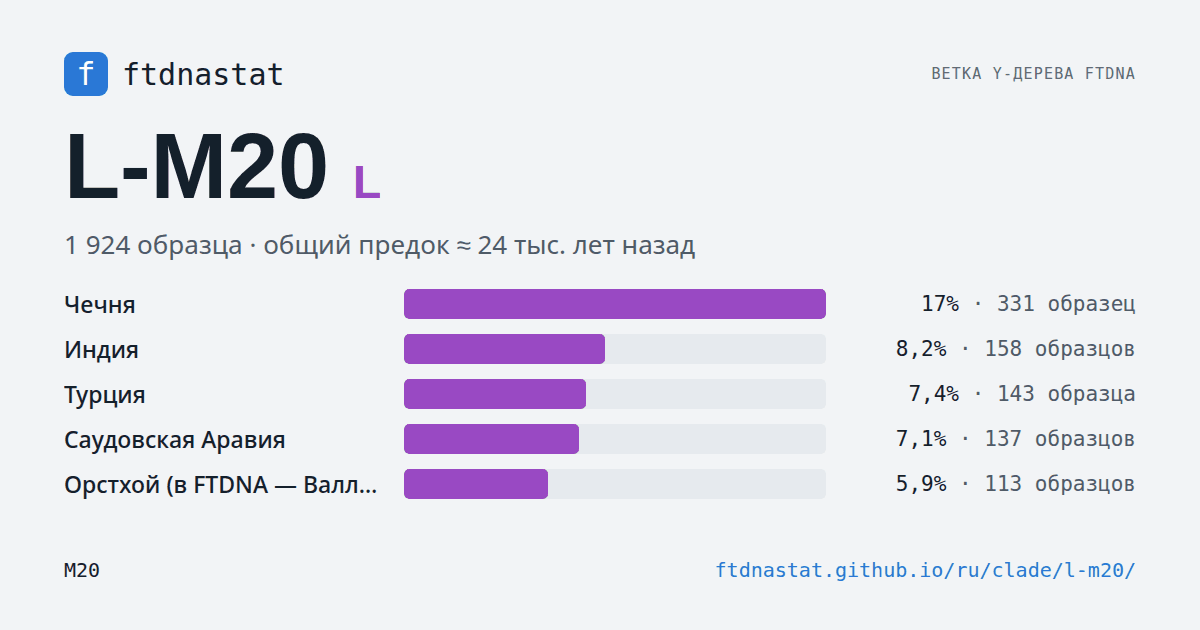 f ftdnastat
ВЕТКА Y-ДЕРЕВА FTDNA
L-M20 L
1 924 образца · общий предок ≈ 24 тыс. лет назад
Чечня 17% · 331 образец
Индия 8,2% · 158 образцов
Турция 7,4% · 143 образца
Саудовская Аравия 7,1% · 137 образцов
Орстхой (в FTDNA — Валл... 5,9% · 113 образцов
M20
ftdnastat.github.io/ru/clade/l-m20/